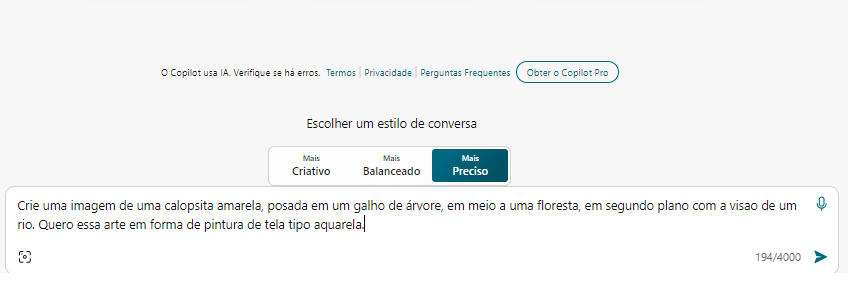 O Copilot usa IA. Verifique se há erros. Termos | Privacidade | Perguntas Frequentes Obter o Copilot Pro
Escolher um estilo de conversa
Mais Mais Mais
Criativo Balanceado Preciso
Crie uma imagem de uma calopsita amarela, posada em um galho de árvore, em meio a uma floresta, em segundo plano com a visao de um
rio. Quero essa arte em forma de pintura de tela tipo aquarela.
194/4000